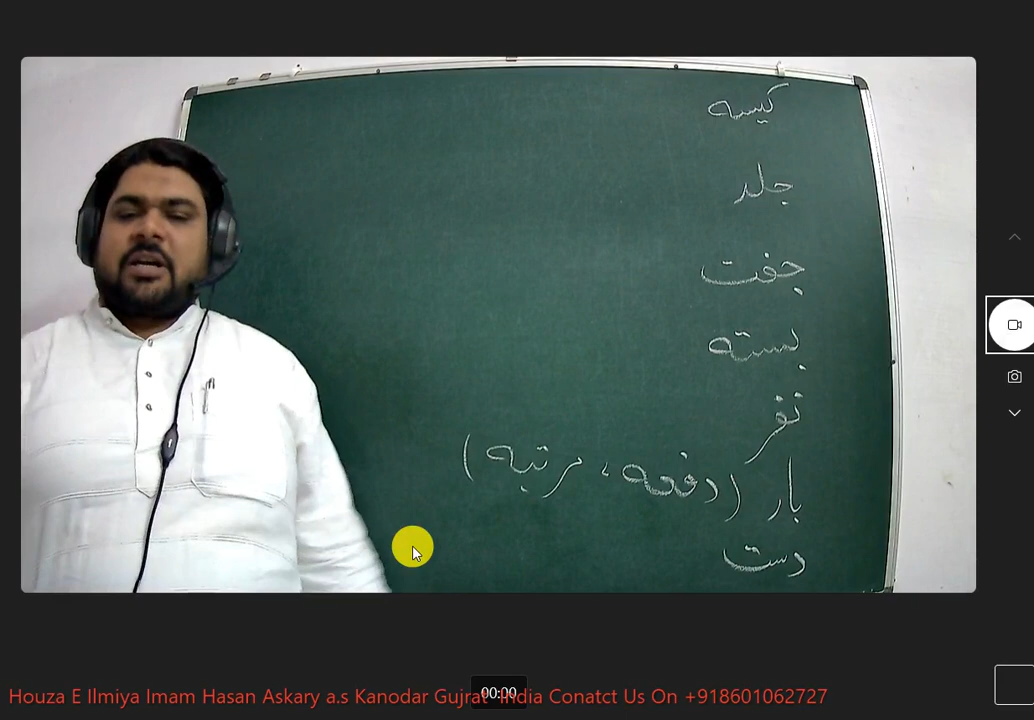 کیسه
جلد
جفت
بسته
نفر
بار (دفعه، مرتبه)
دست
00:00
Houza E Ilmiya Imam Hasan Askary a.s Kanodar Gujrat India Conatct Us On +918601062727